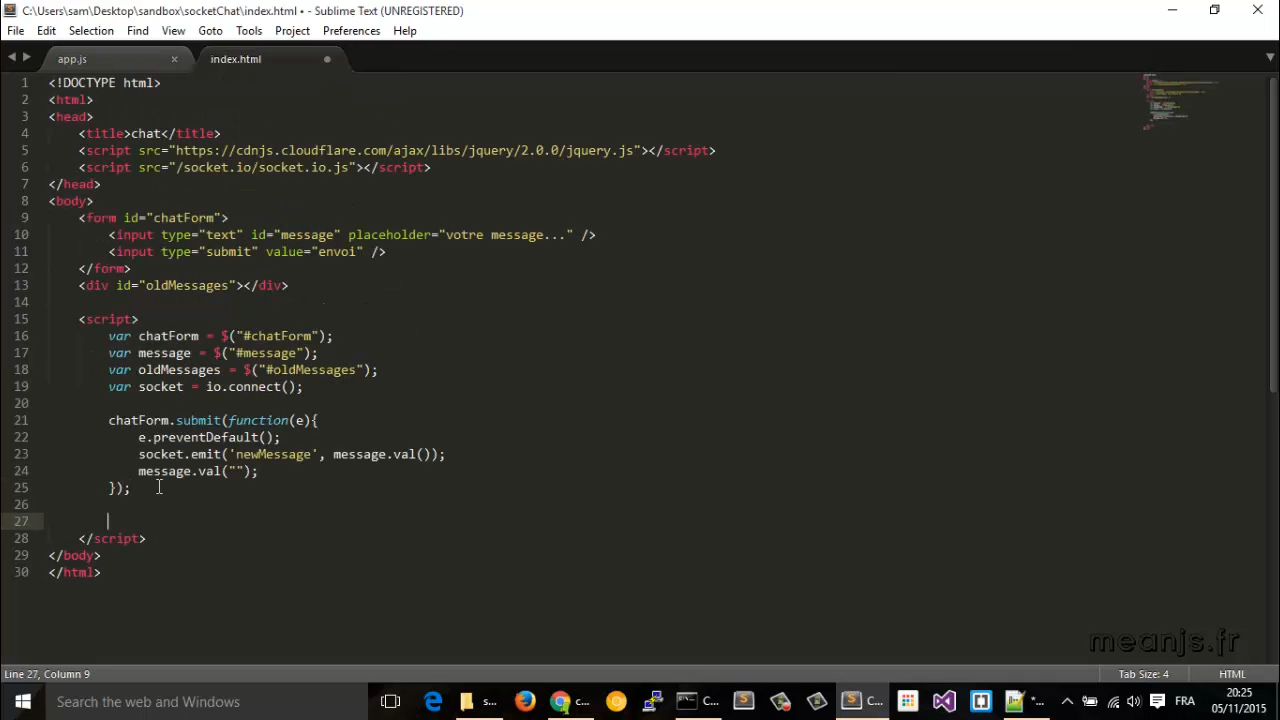 C:\Users\sam\Desktop\sandbox\socketChat\index.html • - Sublime Text (UNREGISTERED)
File Edit Selection Find View Goto Tools Project Preferences Help
app.js × index.html
1 <!DOCTYPE html>
2 <html>
3 <head>
4 <title>chat</title>
5 <script src="https://cdnjs.cloudflare.com/ajax/libs/jquery/2.0.0/jquery.js"></script>
6 <script src="/socket.io/socket.io.js"></script>
7 </head>
8 <body>
9 <form id="chatForm">
10 <input type="text" id="message" placeholder="votre message..." />
11 <input type="submit" value="envoi" />
12 </form>
13 <div id="oldMessages"></div>
14
15 <script>
16 var chatForm = $("#chatForm");
17 var message = $("#message");
18 var oldMessages = $("#oldMessages");
19 var socket = io.connect();
20
21 chatForm.submit(function(e){
22 e.preventDefault();
23 socket.emit('newMessage', message.val());
24 message.val("");
25 });
26
27
28 </script>
29 </body>
30 </html>
meanjs.fr
Line 27, Column 9 Tab Size: 4 HTML
Search the web and Windows s... c... C... C... FRA 20:25
05/11/2015